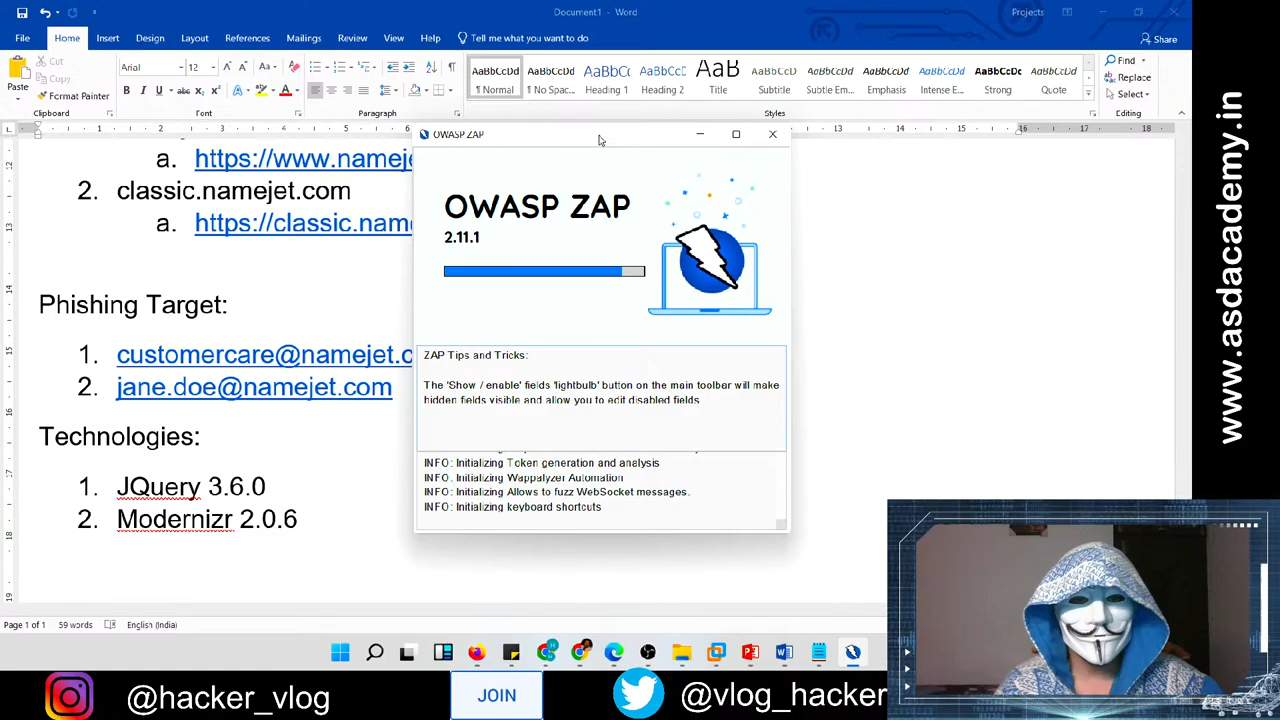 Document1 - Word
Projects
File Home Insert Design Layout References Mailings Review View Help Tell me what you want to do
Share
Cut
Copy
Format Painter
Paste
Arial 12
AaBbCcDd AaBbCcDd AaBbCc AaBbCcC AaB AaBbCcD AaBbCcDd AaBbCcDd AaBbCcDd AaBbCcDd AaBbCcDd
¶ Normal ¶ No Spac... Heading 1 Heading 2 Title Subtitle Subtle Em... Emphasis Intense E... Strong Quote
Find
Replace
Select
Clipboard Font Paragraph Styles Editing
a. https://www.nameje
2. classic.namejet.com
a. https://classic.name
Phishing Target:
1. customercare@namejet.c
2. jane.doe@namejet.com
Technologies:
1. JQuery 3.6.0
2. Modernizr 2.0.6
OWASP ZAP
OWASP ZAP
2.11.1
ZAP Tips and Tricks:
The 'Show / enable' fields 'lightbulb' button on the main toolbar will make
hidden fields visible and allow you to edit disabled fields
INFO: Initializing Token generation and analysis
INFO: Initializing Wappalyzer Automation
INFO: Initializing Allows to fuzz WebSocket messages.
INFO: Initializing keyboard shortcuts
Page 1 of 1 59 words English (India)
www.asdacademy.in
@hacker_vlog
JOIN
@vlog_hacker